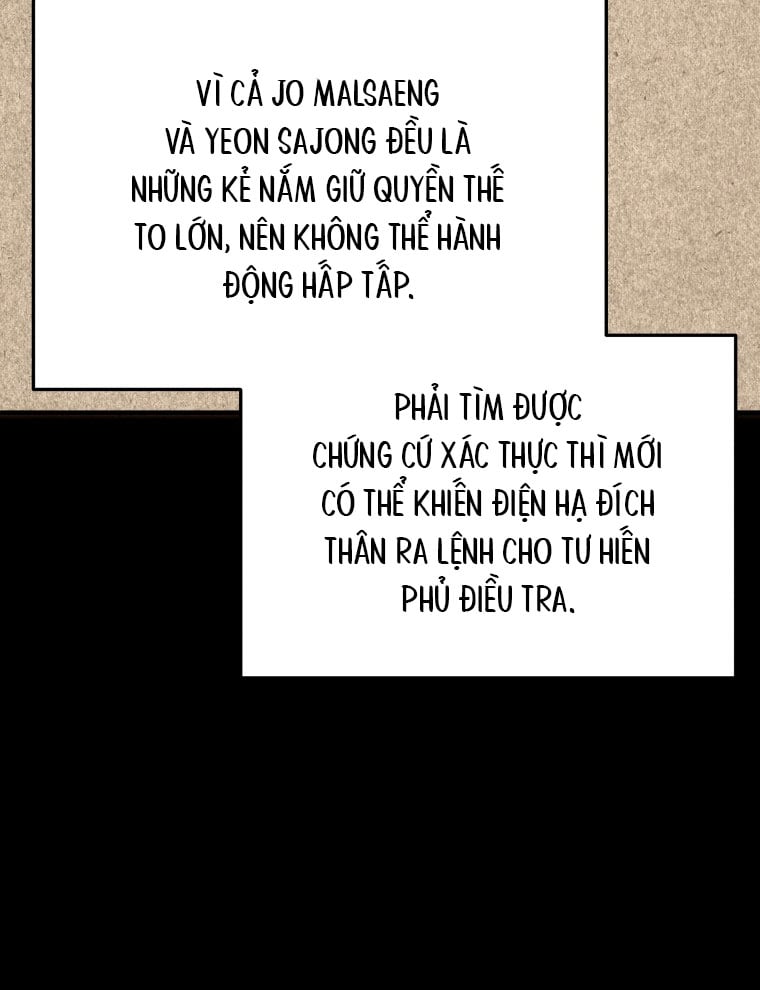 VÌ CẢ JO MALSAENG
VÀ YEON SAJONG ĐỀU LÀ
NHỮNG KẺ NẮM GIỮ QUYỀN THẾ
TO LỚN, NÊN KHÔNG THỂ HÀNH
ĐỘNG HẤP TẤP.
PHẢI TÌM ĐƯỢC
CHỨNG CỨ XÁC THỰC THÌ MỚI
CÓ THỂ KHIẾN ĐIỆN HẠ ĐÍCH
THÂN RA LỆNH CHO TƯ HIẾN
PHỦ ĐIỀU TRA.